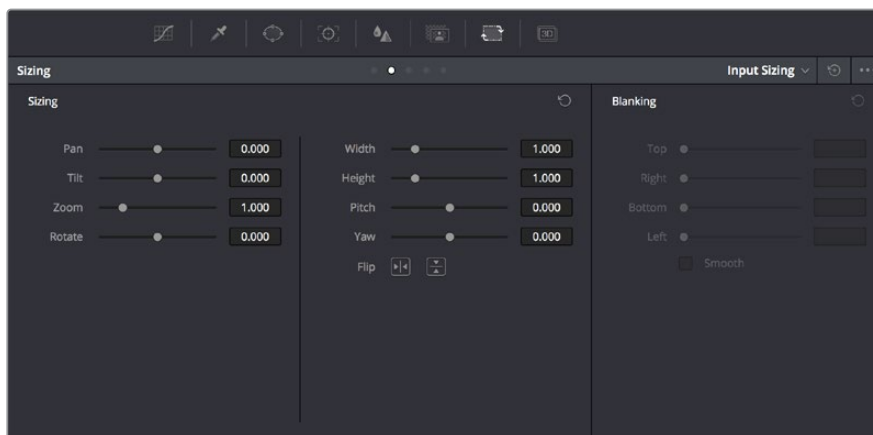 3D
Sizing
Input Sizing
Sizing
Blanking
Pan 0.000 Width 1.000 Top
Tilt 0.000 Height 1.000 Right
Zoom 1.000 Pitch 0.000 Bottom
Rotate 0.000 Yaw 0.000 Left
Flip Smooth